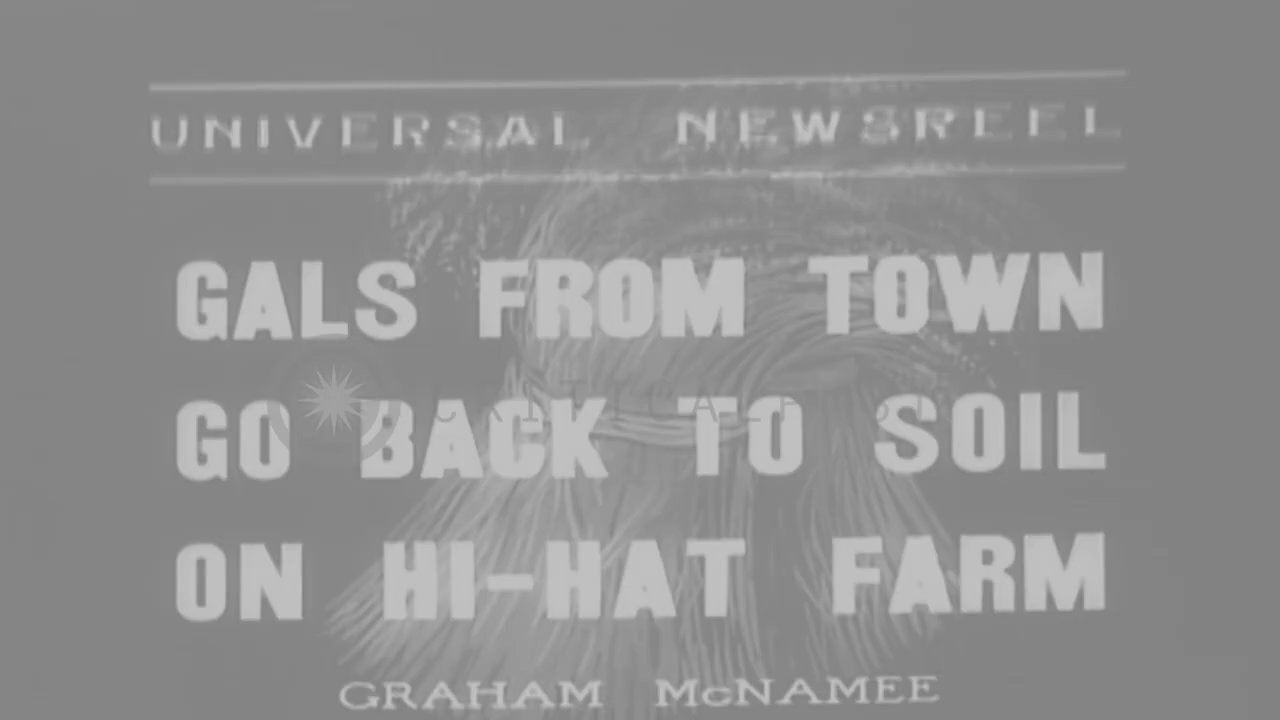 UNIVERSAL NEWSREEL
GALS FROM TOWN
GO BACK TO SOIL
ON HI-HAT FARM
GRAHAM McNAMEE